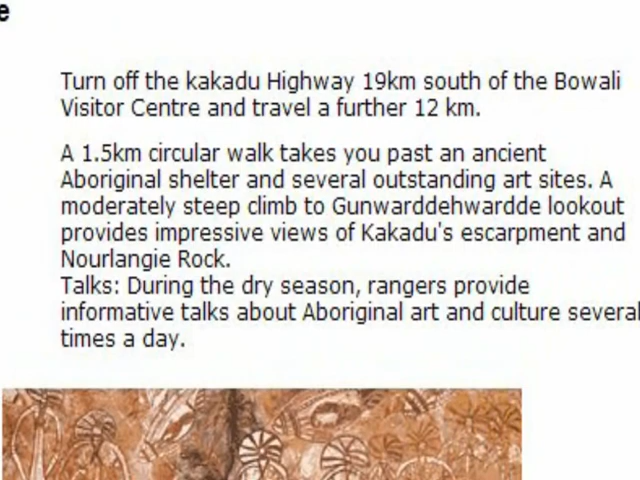 e
Turn off the kakadu Highway 19km south of the Bowali
Visitor Centre and travel a further 12 km.
A 1.5km circular walk takes you past an ancient
Aboriginal shelter and several outstanding art sites. A
moderately steep climb to Gunwarddehwardde lookout
provides impressive views of Kakadu's escarpment and
Nourlangie Rock.
Talks: During the dry season, rangers provide
informative talks about Aboriginal art and culture several
times a day.